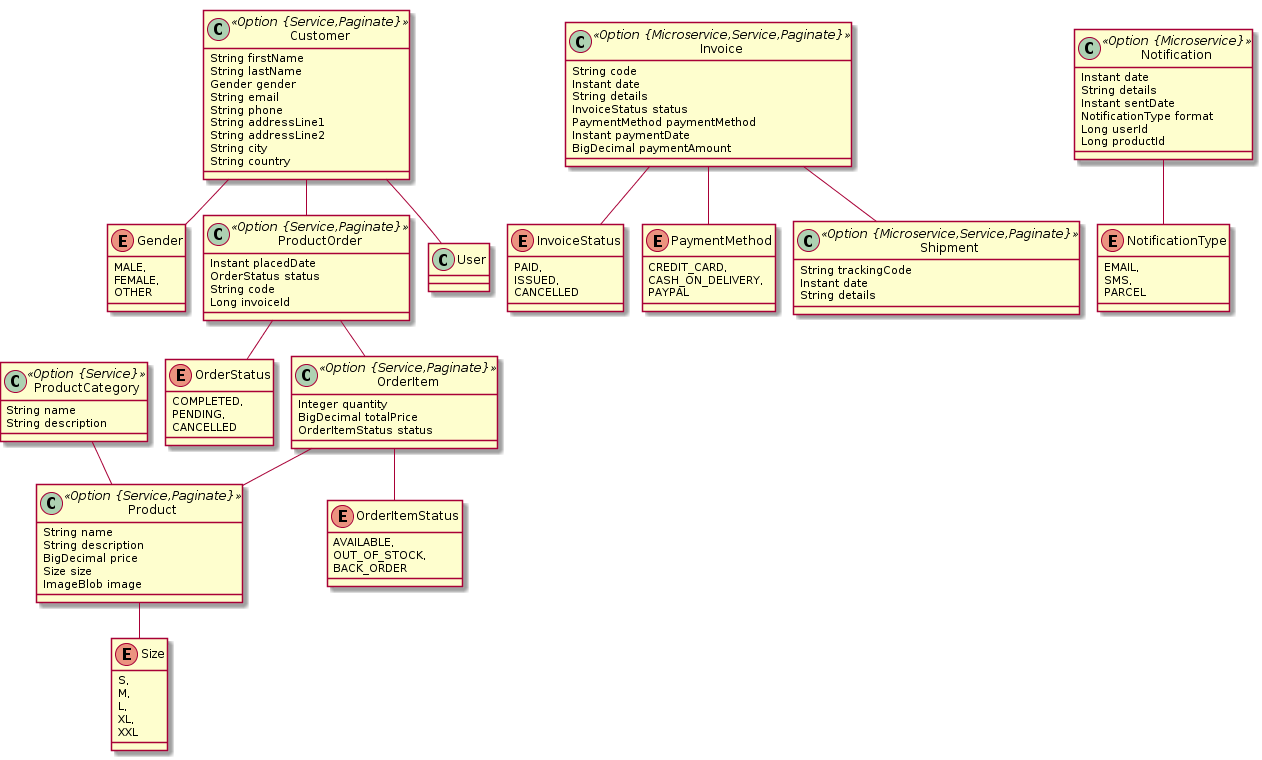 C «Option {Service,Paginate}»
Customer
String firstName
String lastName
Gender gender
String email
String phone
String addressLine1
String addressLine2
String city
String country
C «Option {Microservice,Service,Paginate}»
Invoice
String code
Instant date
String details
InvoiceStatus status
PaymentMethod paymentMethod
Instant paymentDate
BigDecimal paymentAmount
C «Option {Microservice}»
Notification
Instant date
String details
Instant sentDate
NotificationType format
Long userId
Long productId
E Gender
MALE,
FEMALE,
OTHER
C «Option {Service,Paginate}»
ProductOrder
Instant placedDate
OrderStatus status
String code
Long invoiceId
C User
E InvoiceStatus
PAID,
ISSUED,
CANCELLED
E PaymentMethod
CREDIT_CARD,
CASH_ON_DELIVERY,
PAYPAL
C «Option {Microservice,Service,Paginate}»
Shipment
String trackingCode
Instant date
String details
E NotificationType
EMAIL,
SMS,
PARCEL
C «Option {Service}»
ProductCategory
String name
String description
E OrderStatus
COMPLETED,
PENDING,
CANCELLED
C «Option {Service,Paginate}»
OrderItem
Integer quantity
BigDecimal totalPrice
OrderItemStatus status
C «Option {Service,Paginate}»
Product
String name
String description
BigDecimal price
Size size
ImageBlob image
E OrderItemStatus
AVAILABLE,
OUT_OF_STOCK,
BACK_ORDER
E Size
S,
M,
L,
XL,
XXL